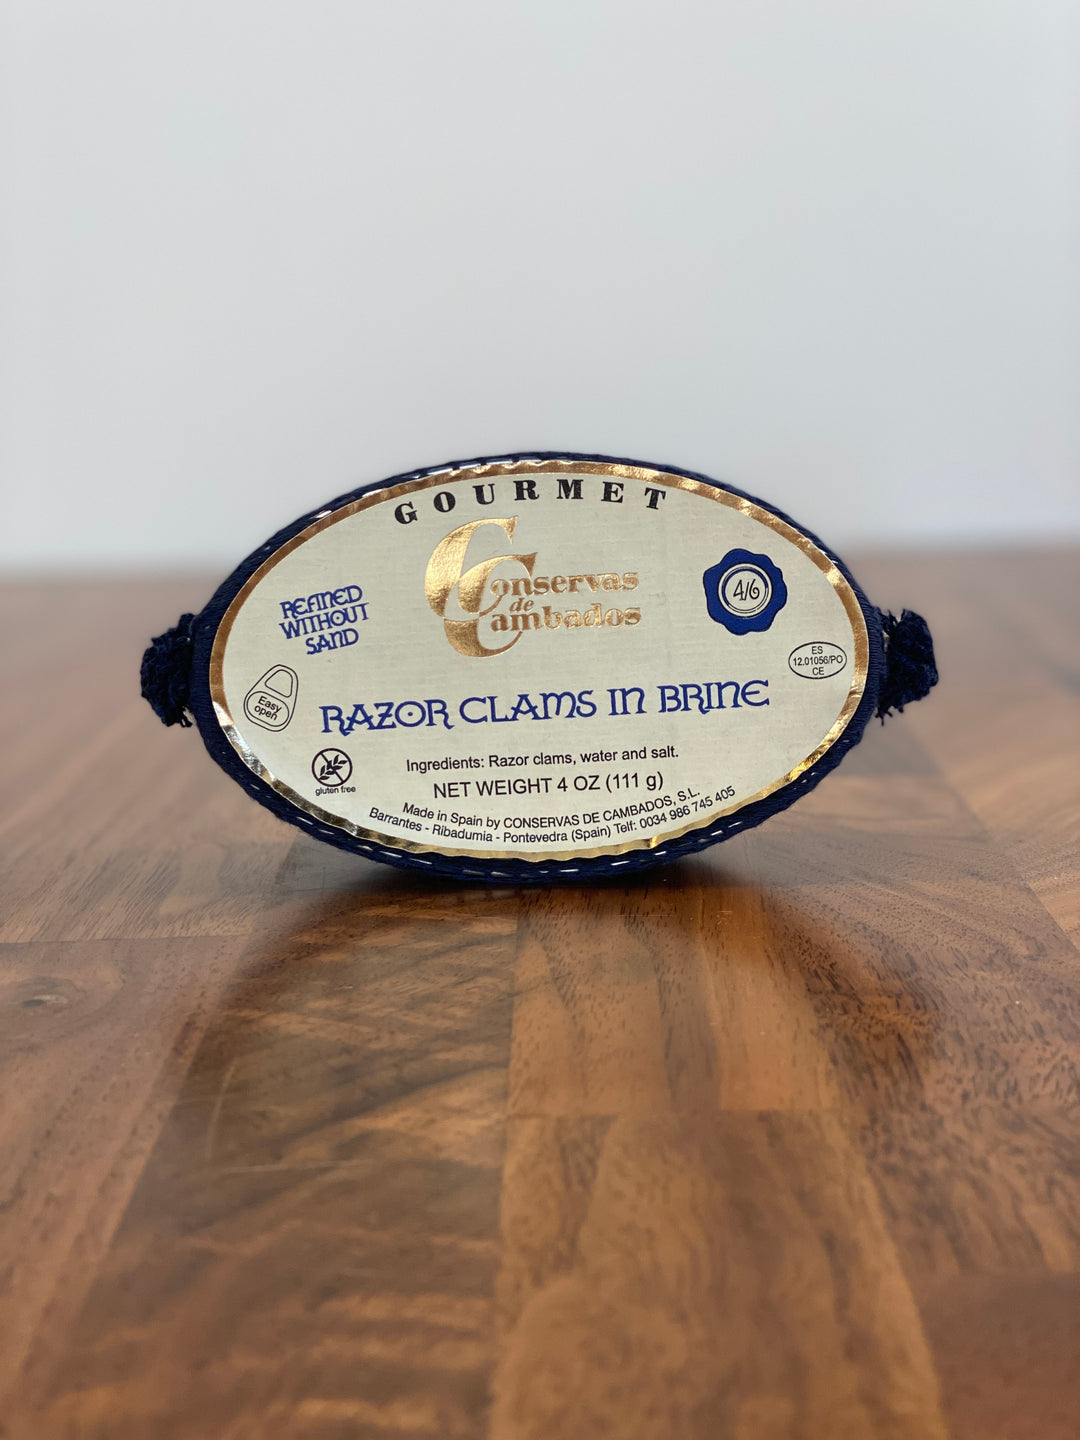 GOURMET
Conservas
de
Cambados
REFINED
WITHOUT
SAND
4/6
ES
12.01056/PO
CE
Easy
open
RAZOR CLAMS IN BRINE
gluten free
Ingredients: Razor clams, water and salt.
NET WEIGHT 4 OZ (111 g)
Made in Spain by CONSERVAS DE CAMBADOS, S.L.
Barrantes - Ribadumia - Pontevedra (Spain) Telf: 0034 986 745 405